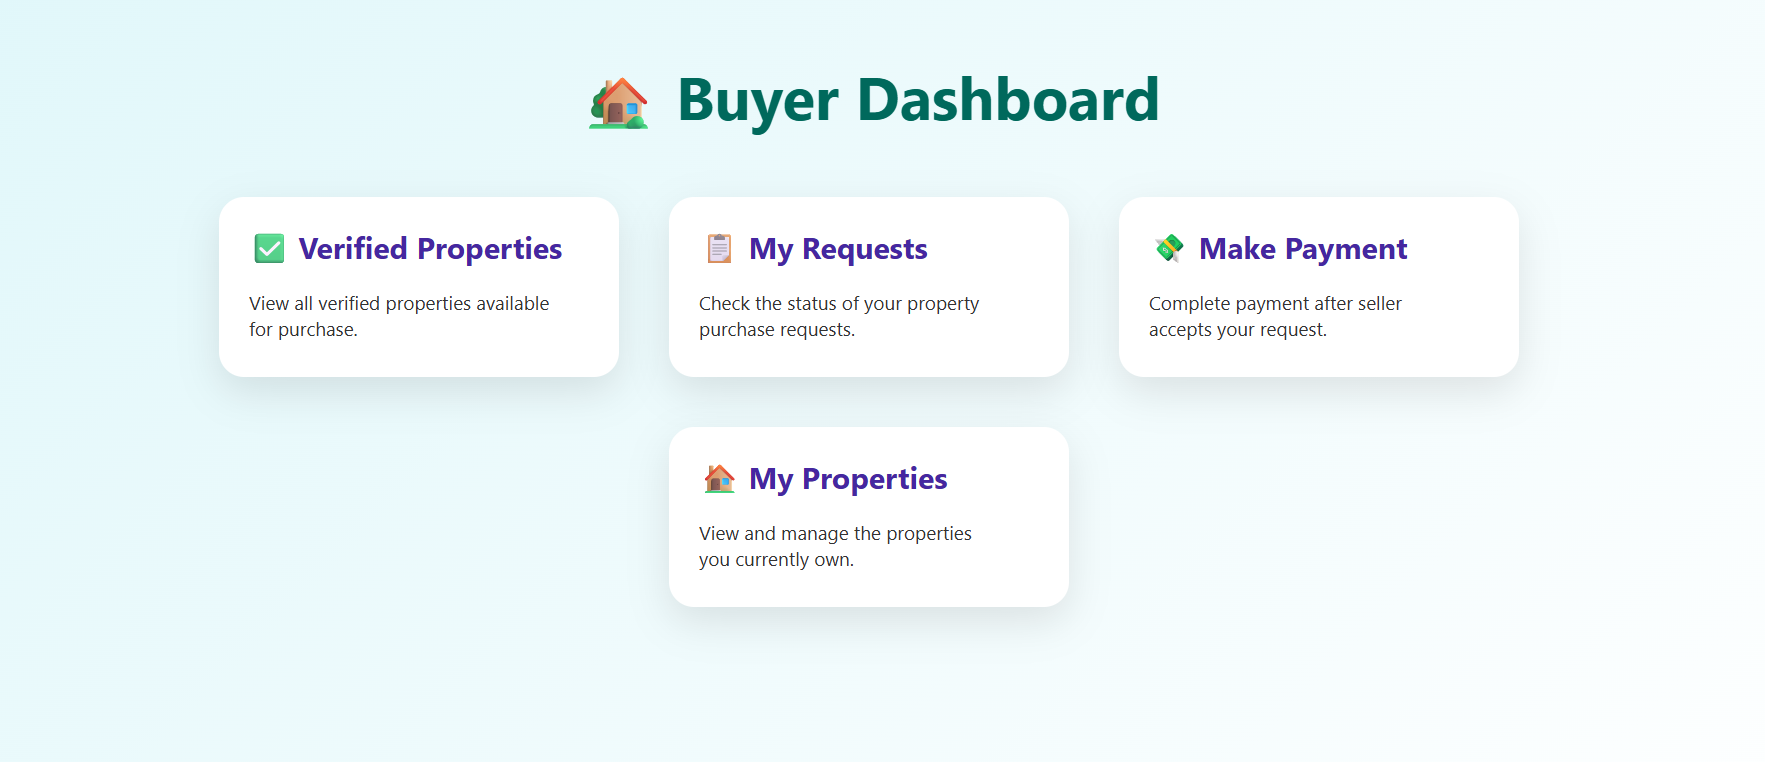 Buyer Dashboard
Verified Properties
View all verified properties available
for purchase.
My Requests
Check the status of your property
purchase requests.
Make Payment
Complete payment after seller
accepts your request.
My Properties
View and manage the properties
you currently own.